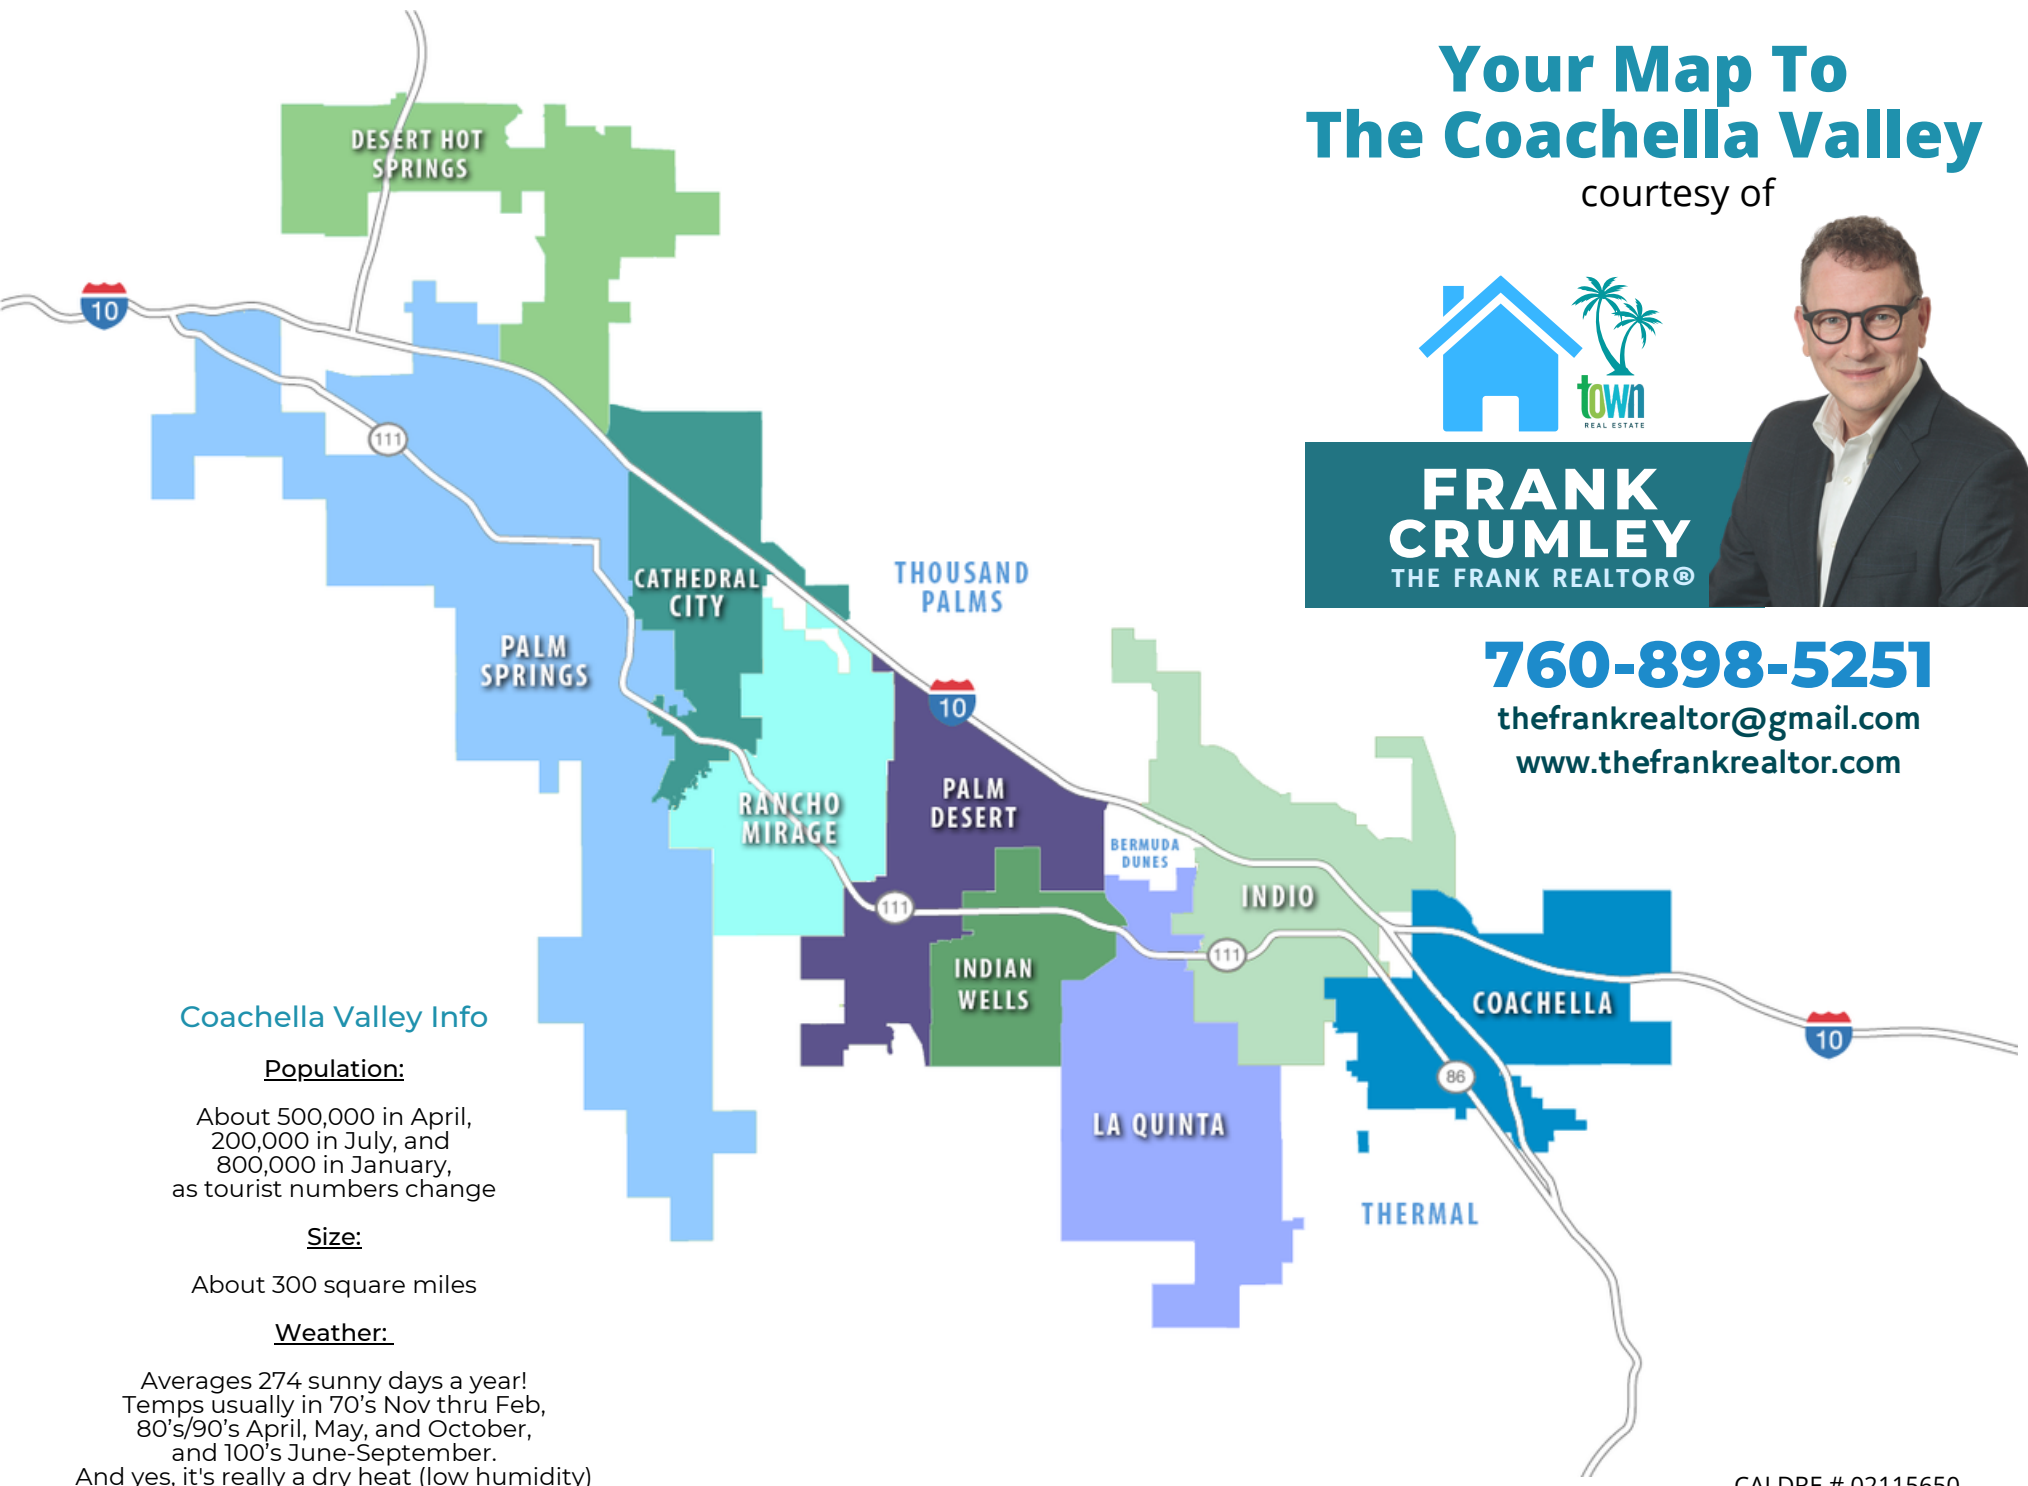 Your Map To
The Coachella Valley
courtesy of
town
REAL ESTATE
FRANK
CRUMLEY
THE FRANK REALTOR®
760-898-5251
thefrankrealtor@gmail.com
www.thefrankrealtor.com
DESERT HOT
SPRINGS
10
111
CATHEDRAL
CITY
THOUSAND
PALMS
PALM
SPRINGS
10
RANCHO
MIRAGE
PALM
DESERT
BERMUDA
DUNES
INDIO
111
111
INDIAN
WELLS
COACHELLA
10
86
LA QUINTA
THERMAL
Coachella Valley Info
Population:
About 500,000 in April,
200,000 in July, and
800,000 in January,
as tourist numbers change
Size:
About 300 square miles
Weather:
Averages 274 sunny days a year!
Temps usually in 70's Nov thru Feb,
80's/90's April, May, and October,
and 100's June-September.
And yes, it's really a dry heat (low humidity)
CALDRE # 02115650